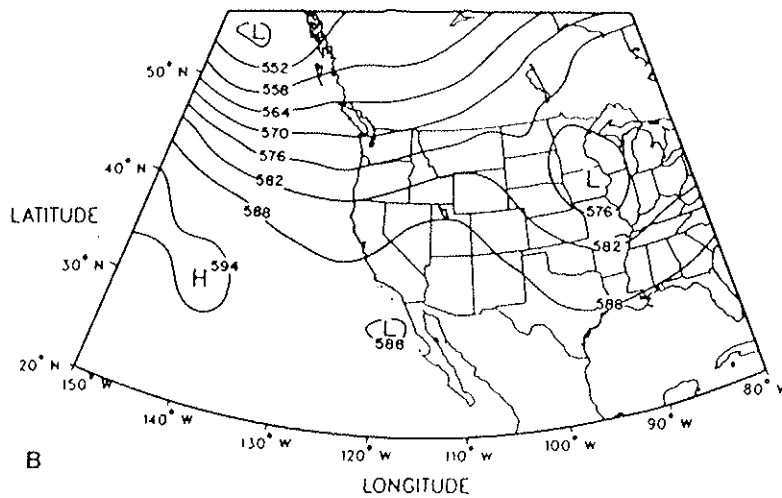 L
50° N
552
558
564
570
576
40° N
582
L
576
LATITUDE
588
582
30° N
H 594
588
L
588
20° N
150° W
80° W
140° W
90° W
130° W
120° W
110° W
100° W
B
LONGITUDE